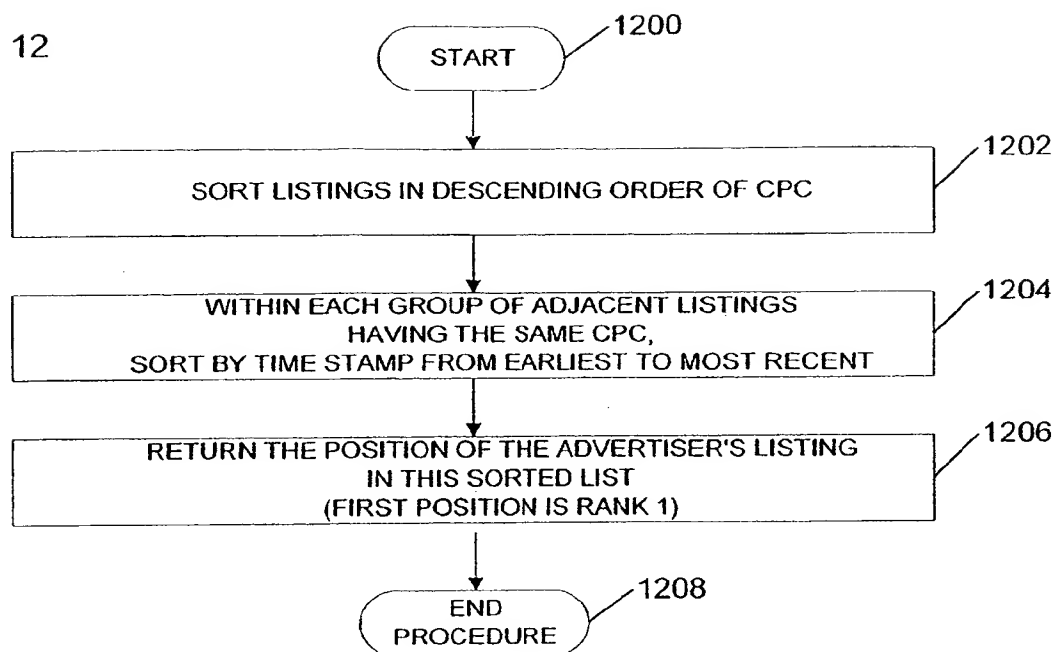 12
START
1200
1202
SORT LISTINGS IN DESCENDING ORDER OF CPC
1204
WITHIN EACH GROUP OF ADJACENT LISTINGS
HAVING THE SAME CPC,
SORT BY TIME STAMP FROM EARLIEST TO MOST RECENT
1206
RETURN THE POSITION OF THE ADVERTISER'S LISTING
IN THIS SORTED LIST
(FIRST POSITION IS RANK 1)
1208
END
PROCEDURE